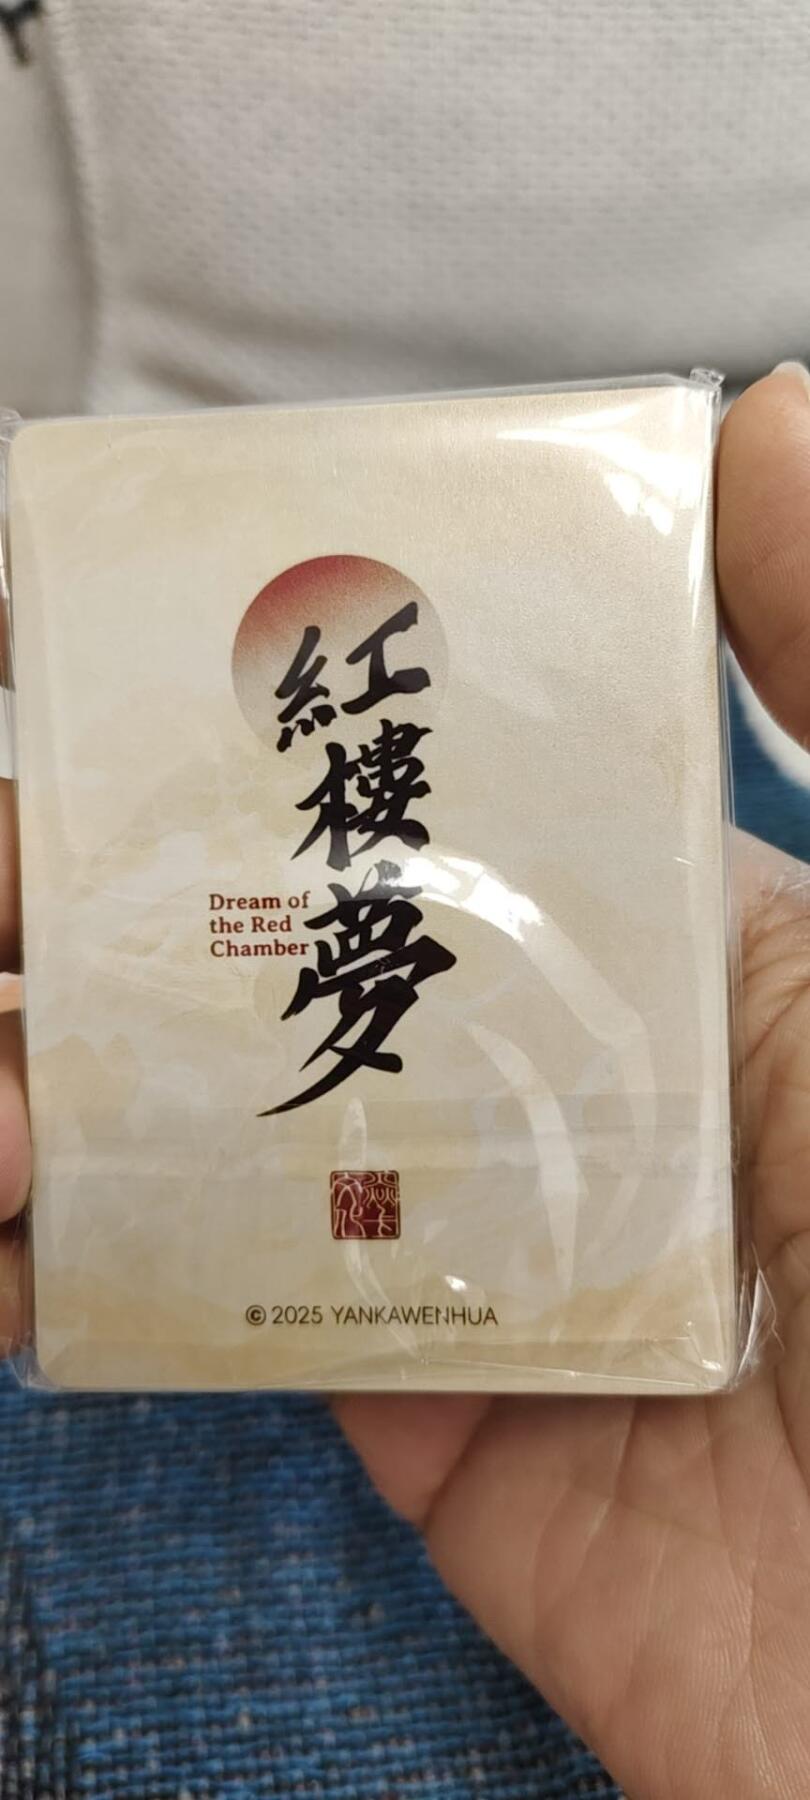 紅樓夢
Dream of
the Red
Chamber
© 2025 YANKAWENHUA